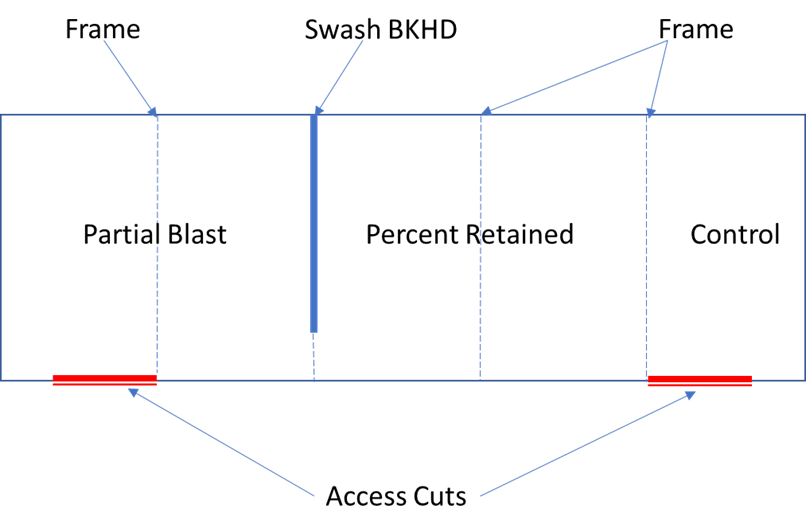 Frame
Swash BKHD
Frame
Partial Blast
Percent Retained
Control
Access Cuts